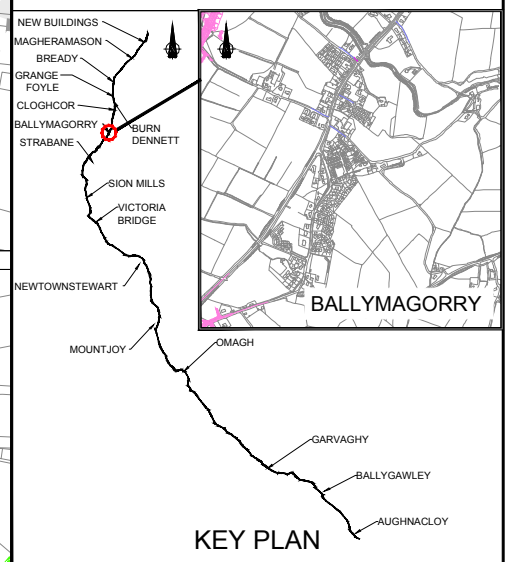 NEW BUILDINGS
MAGHERAMASON
BREADY
GRANGE
FOYLE
CLOGHCOR
BALLYMAGORRY
BURN
DENNETT
STRABANE
SION MILLS
VICTORIA
BRIDGE
NEWTOWNSTEWART
MOUNTJOY
OMAGH
GARVAGHY
BALLYGAWLEY
AUGHNACLOY
BALLYMAGORRY
KEY PLAN